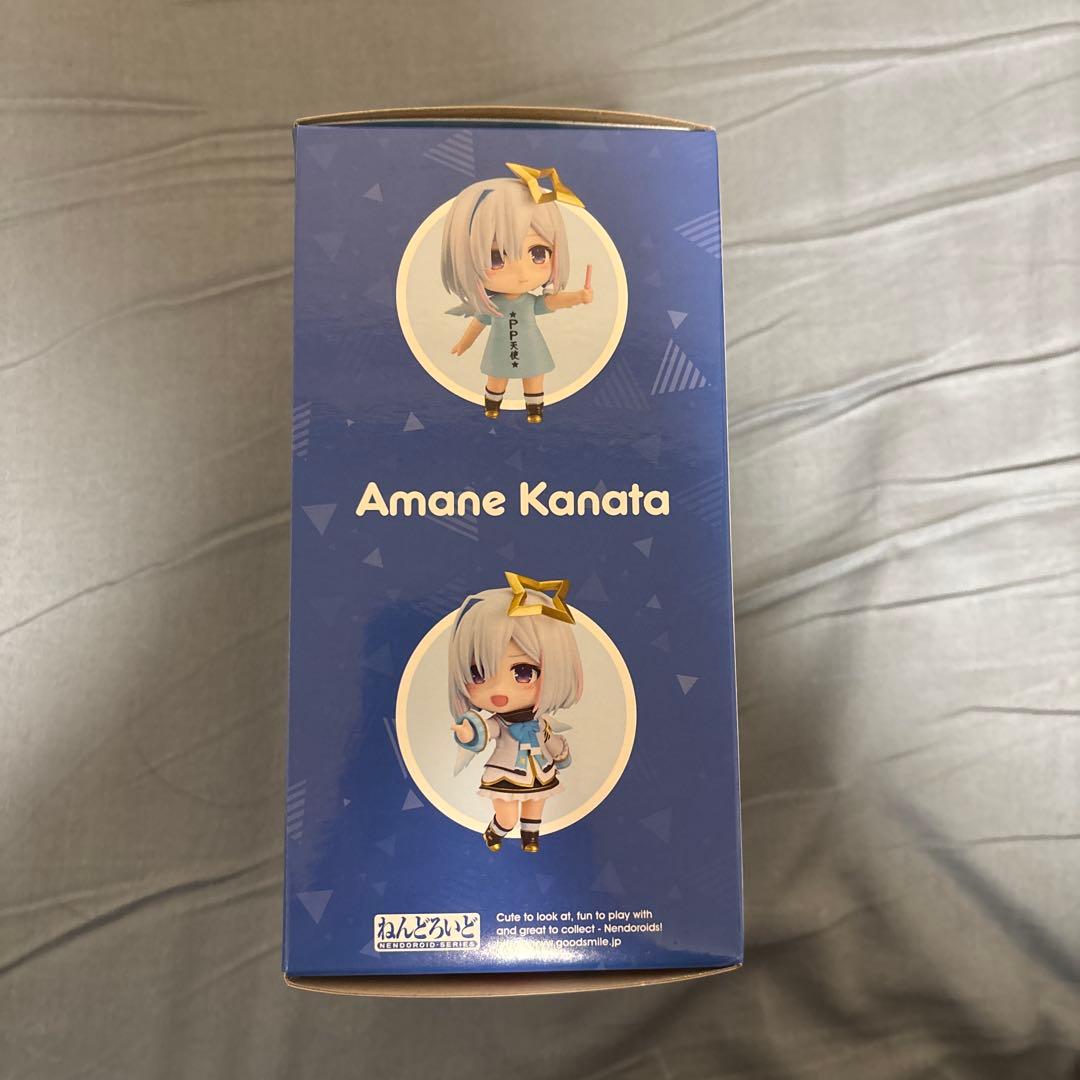 ★PP天使★
Amane Kanata
ねんどろいど
NENDOROID·SERIES
Cute to look at, fun to play with
and great to collect - Nendoroids!
www.goodsmile.jp